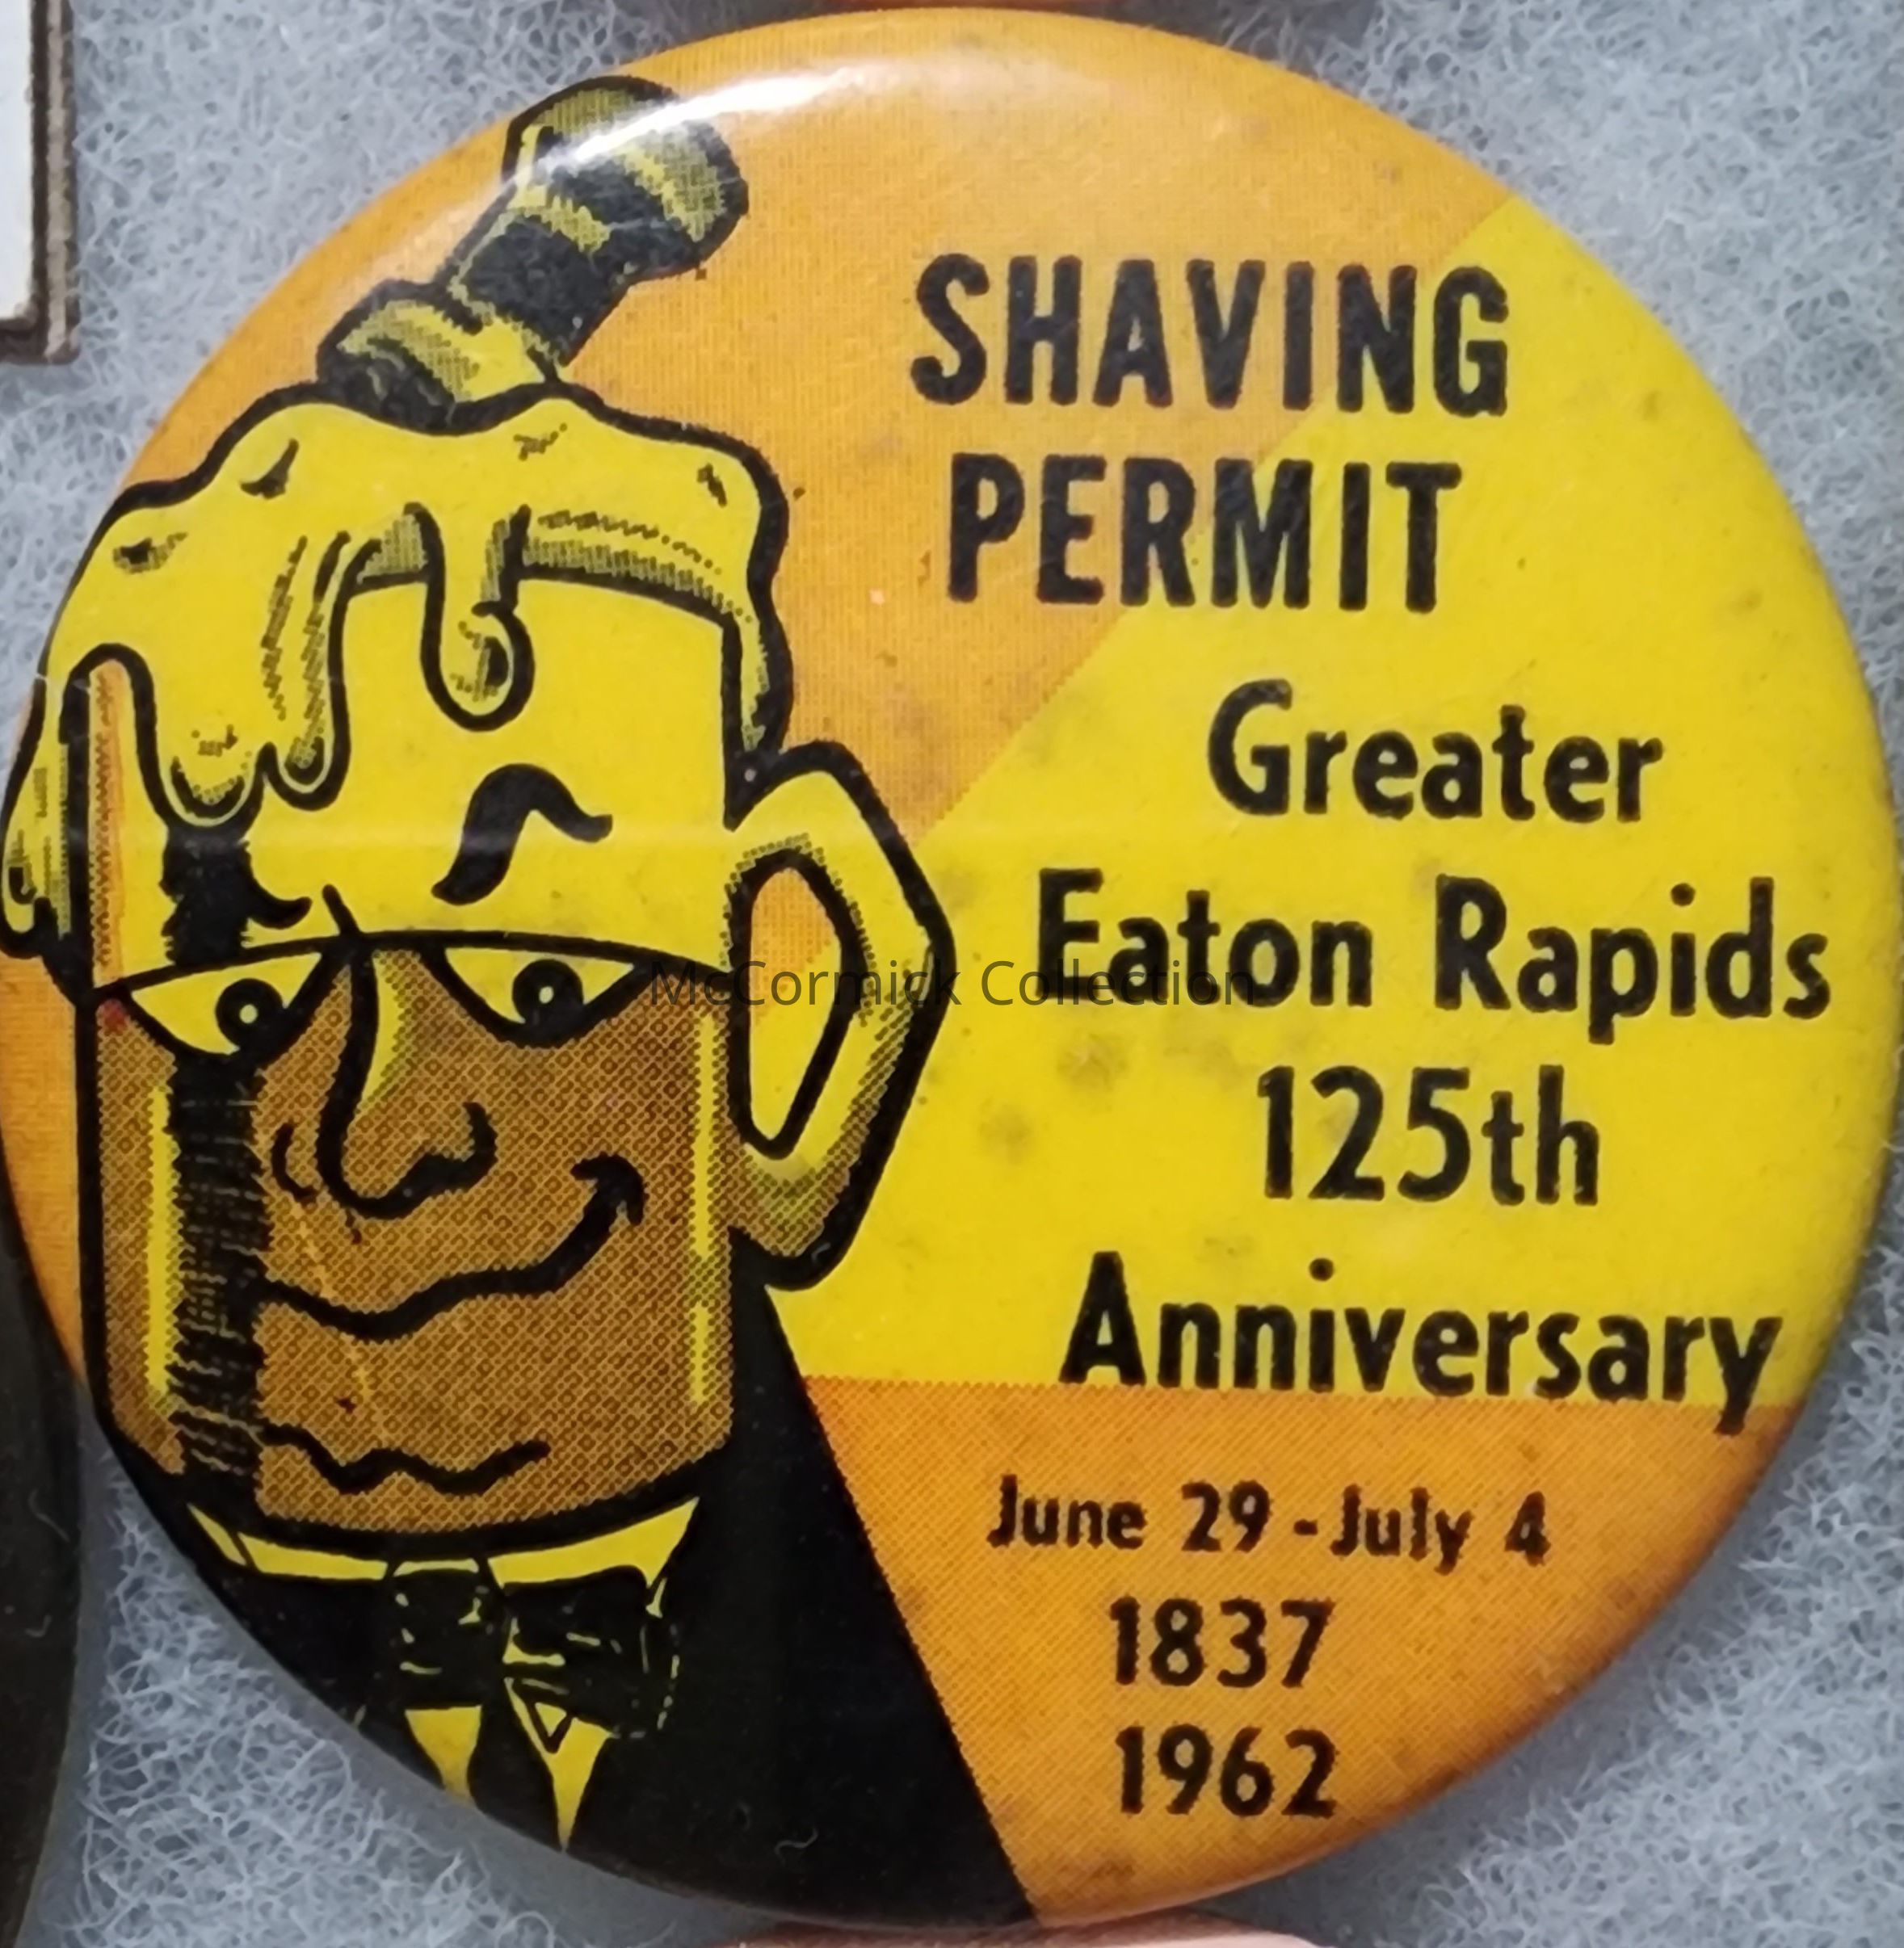 SHAVING
PERMIT
Greater
Eaton Rapids
125th
Anniversary
June 29 - July 4
1837
1962
McCormick Collection